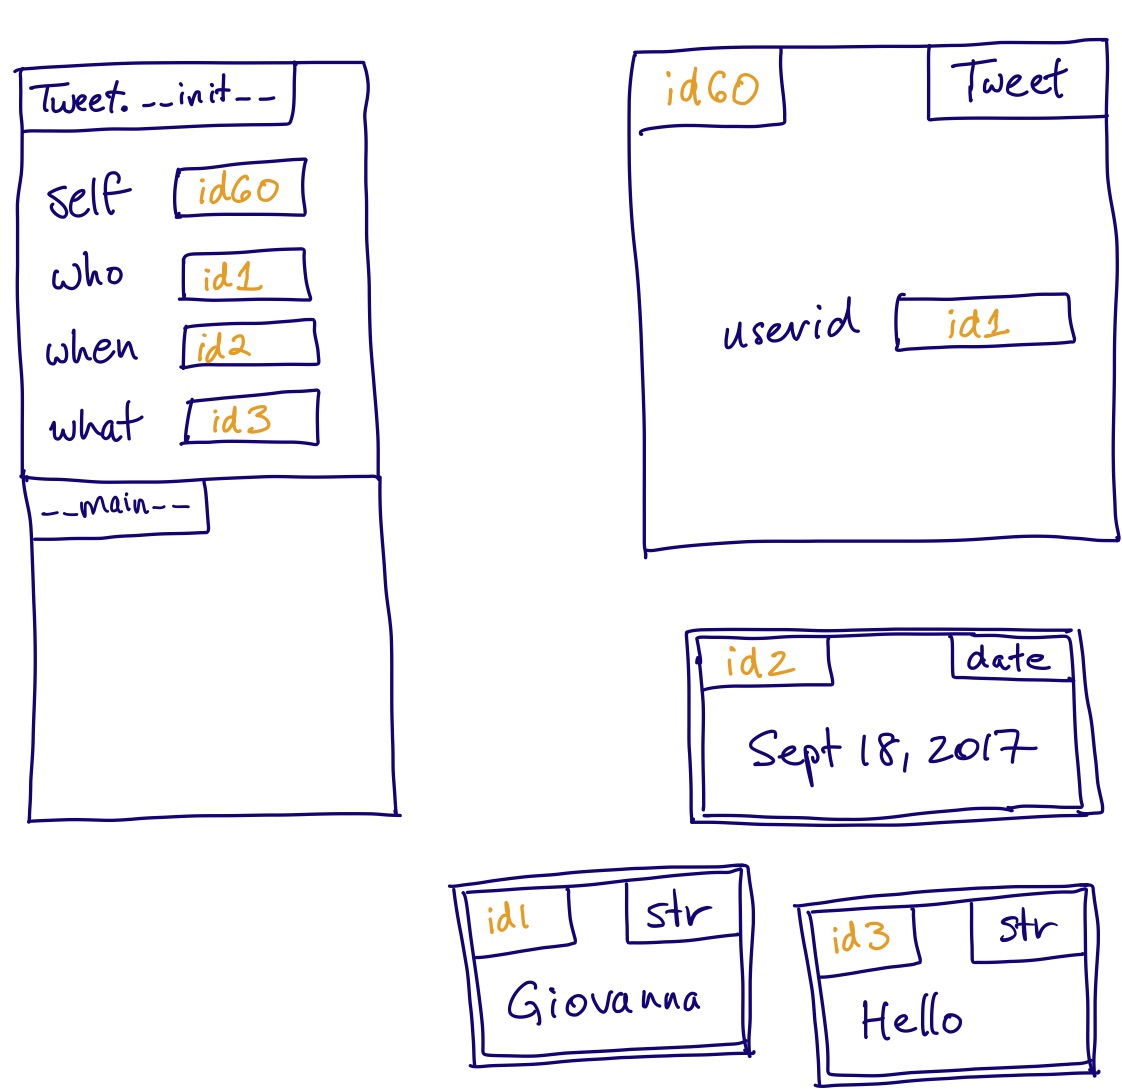 Tweet.__init__
self id60
who id1
when id2
what id3
__main__
id60 Tweet
userid id1
id2 date
Sept 18, 2017
id1 str
Giovanna
id3 str
Hello